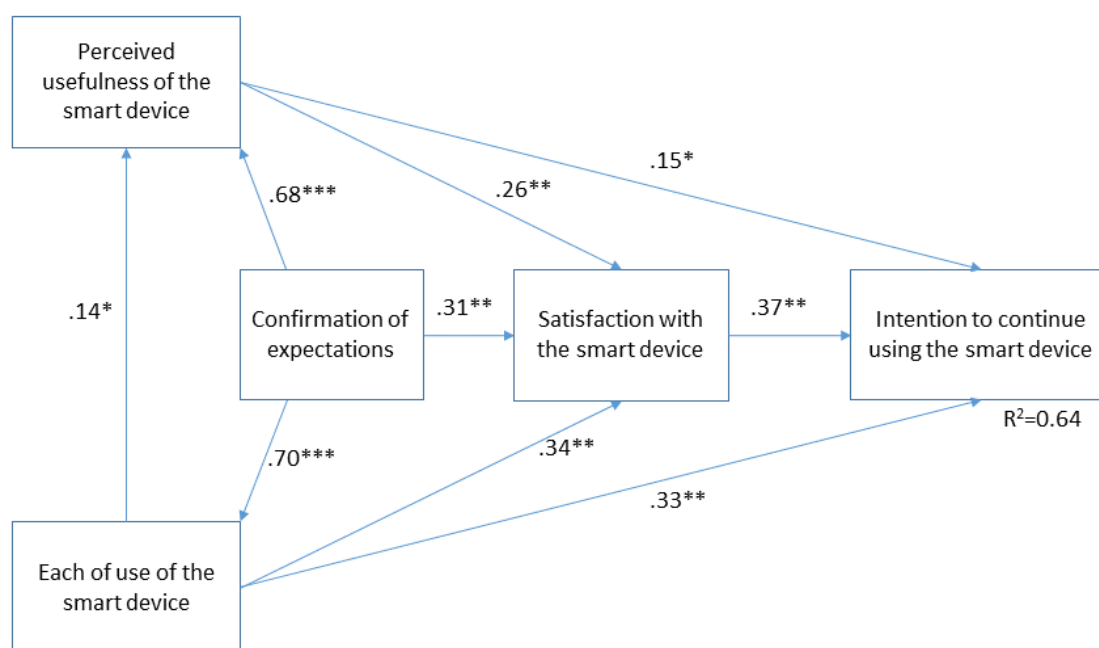 Perceived
usefulness of the
smart device
.15*
.26**
.68***
.14*
Confirmation of
expectations
.31**
Satisfaction with
the smart device
.37**
Intention to continue
using the smart device
R²=0.64
.70***
.34**
.33**
Each of use of the
smart device